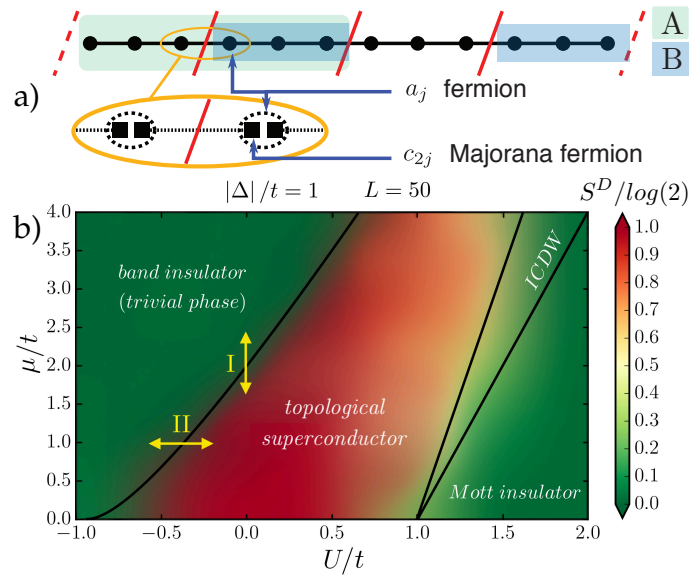 A
B
a)
a_j fermion
c_{2j} Majorana fermion
|Δ|/t = 1 L = 50 S^D/log(2)
b)
4.0
3.5
3.0
2.5
2.0
1.5
1.0
0.5
0.0
μ/t
band insulator
(trivial phase)
I
II
topological
superconductor
ICDW
Mott insulator
−1.0 −0.5 0.0 0.5 1.0 1.5 2.0
U/t
1.0
0.9
0.8
0.7
0.6
0.5
0.4
0.3
0.2
0.1
0.0